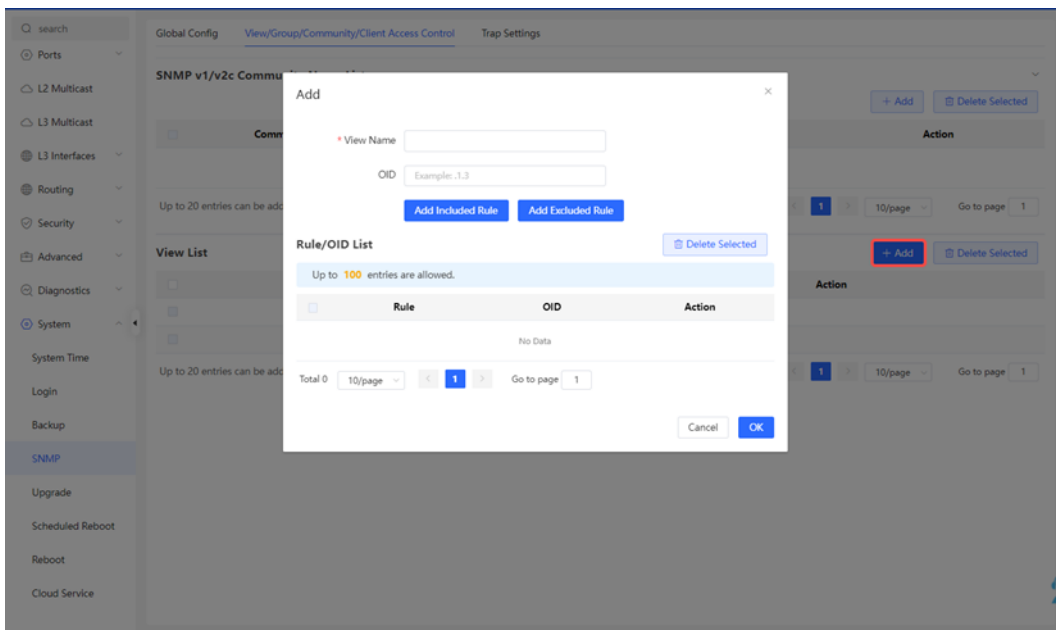 search
Ports
L2 Multicast
L3 Multicast
L3 Interfaces
Routing
Security
Advanced
Diagnostics
System
System Time
Login
Backup
SNMP
Upgrade
Scheduled Reboot
Reboot
Cloud Service
Global Config View/Group/Community/Client Access Control Trap Settings
SNMP v1/v2c
+ Add Delete Selected
Action
Up to 20 entries can be
1 10/page Go to page 1
View List
+ Add Delete Selected
Action
Up to 20 entries can be
1 10/page Go to page 1
Add
* View Name
OID Example: .1.3
Add Included Rule Add Excluded Rule
Rule/OID List Delete Selected
Up to 100 entries are allowed.
Rule OID Action
No Data
Total 0 10/page < 1 > Go to page 1
Cancel OK